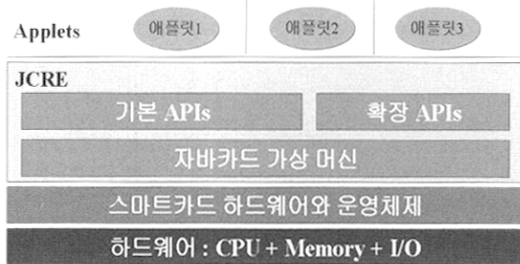 Applets 애플릿1 애플릿2 애플릿3
JCRE
기본 APIs 확장 APIs
자바카드 가상 머신
스마트카드 하드웨어와 운영체제
하드웨어 : CPU + Memory + I/O